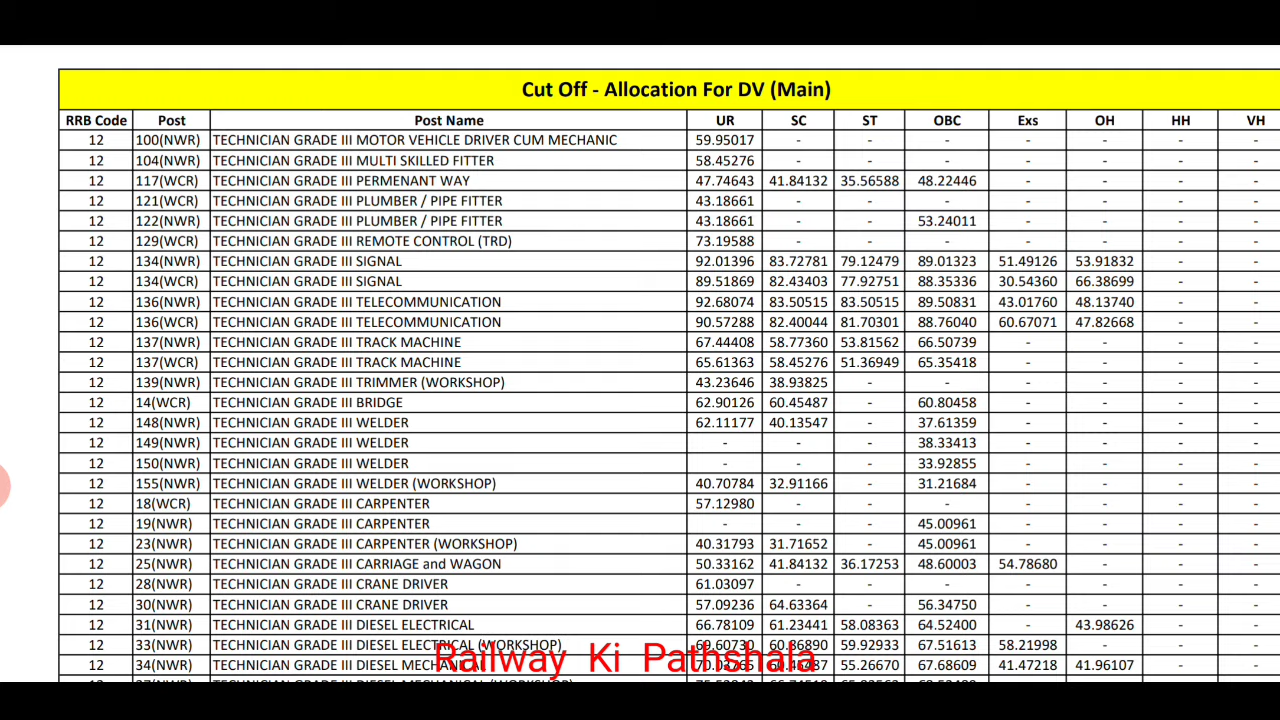 Cut Off - Allocation For DV (Main)
RRB Code Post Post Name UR SC ST OBC Exs OH HH VH
12 100(NWR) TECHNICIAN GRADE III MOTOR VEHICLE DRIVER CUM MECHANIC 59.95017 - - - - - - -
12 104(NWR) TECHNICIAN GRADE III MULTI SKILLED FITTER 58.45276 - - - - - - -
12 117(WCR) TECHNICIAN GRADE III PERMENANT WAY 47.74643 41.84132 35.56588 48.22446 - - - -
12 121(WCR) TECHNICIAN GRADE III PLUMBER / PIPE FITTER 43.18661 - - - - - - -
12 122(NWR) TECHNICIAN GRADE III PLUMBER / PIPE FITTER 43.18661 - - 53.24011 - - - -
12 129(WCR) TECHNICIAN GRADE III REMOTE CONTROL (TRD) 73.19588 - - - - - - -
12 134(NWR) TECHNICIAN GRADE III SIGNAL 92.01396 83.72781 79.12479 89.01323 51.49126 53.91832 - -
12 134(WCR) TECHNICIAN GRADE III SIGNAL 89.51869 82.43403 77.92751 88.35336 30.54360 66.38699 - -
12 136(NWR) TECHNICIAN GRADE III TELECOMMUNICATION 92.68074 83.50515 83.50515 89.50831 43.01760 48.13740 - -
12 136(WCR) TECHNICIAN GRADE III TELECOMMUNICATION 90.57288 82.40044 81.70301 88.76040 60.67071 47.82668 - -
12 137(NWR) TECHNICIAN GRADE III TRACK MACHINE 67.44408 58.77360 53.81562 66.50739 - - - -
12 137(WCR) TECHNICIAN GRADE III TRACK MACHINE 65.61363 58.45276 51.36949 65.35418 - - - -
12 139(NWR) TECHNICIAN GRADE III TRIMMER (WORKSHOP) 43.23646 38.93825 - - - - - -
12 14(WCR) TECHNICIAN GRADE III BRIDGE 62.90126 60.45487 - 60.80458 - - - -
12 148(NWR) TECHNICIAN GRADE III WELDER 62.11177 40.13547 - 37.61359 - - - -
12 149(NWR) TECHNICIAN GRADE III WELDER - - - 38.33413 - - - -
12 150(NWR) TECHNICIAN GRADE III WELDER - - - 33.92855 - - - -
12 155(NWR) TECHNICIAN GRADE III WELDER (WORKSHOP) 40.70784 32.91166 - 31.21684 - - - -
12 18(WCR) TECHNICIAN GRADE III CARPENTER 57.12980 - - - - - - -
12 19(NWR) TECHNICIAN GRADE III CARPENTER - - - 45.00961 - - - -
12 23(NWR) TECHNICIAN GRADE III CARPENTER (WORKSHOP) 40.31793 31.71652 - 45.00961 - - - -
12 25(NWR) TECHNICIAN GRADE III CARRIAGE and WAGON 50.33162 41.84132 36.17253 48.60003 54.78680 - - -
12 28(NWR) TECHNICIAN GRADE III CRANE DRIVER 61.03097 - - - - - - -
12 30(NWR) TECHNICIAN GRADE III CRANE DRIVER 57.09236 64.63364 - 56.34750 - - - -
12 31(NWR) TECHNICIAN GRADE III DIESEL ELECTRICAL 66.78109 61.23441 58.08363 64.52400 - 43.98626 - -
12 33(NWR) TECHNICIAN GRADE III DIESEL ELECTRICAL (WORKSHOP) 69.60730 60.86890 59.92933 67.51613 58.21998 - - -
12 34(NWR) TECHNICIAN GRADE III DIESEL 55.26670 67.68609 41.47218 41.96107 - -
Railway Ki Pathshala